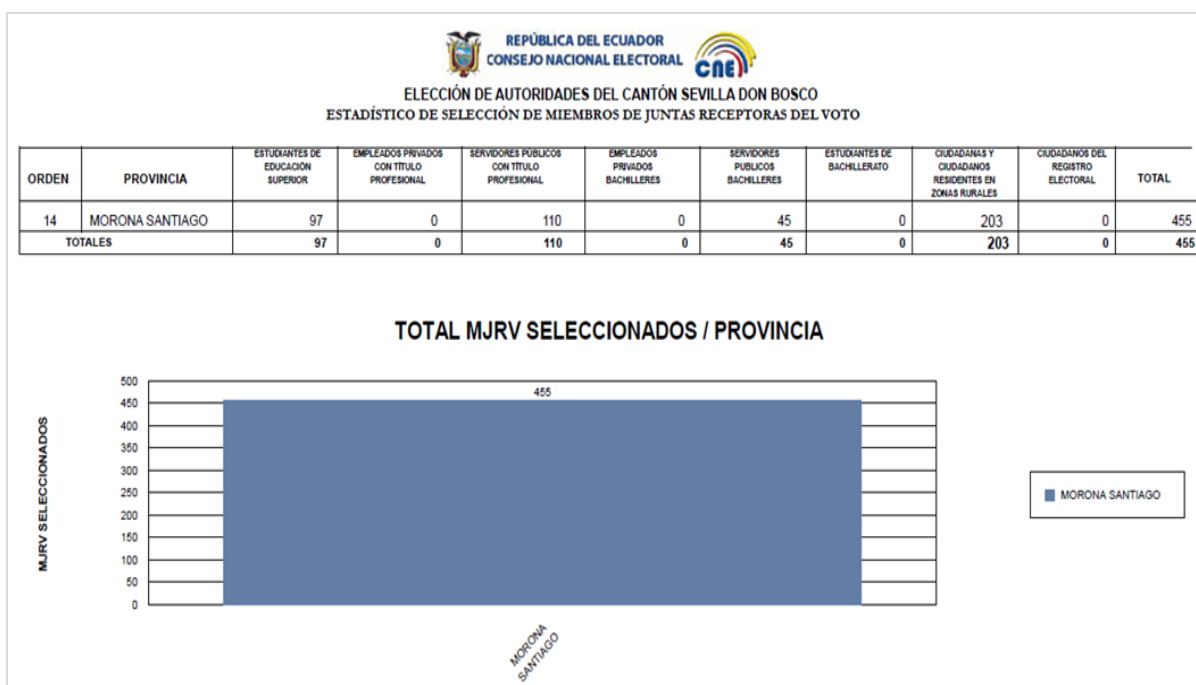 REPÚBLICA DEL ECUADOR
CONSEJO NACIONAL ELECTORAL
CNE
ELECCIÓN DE AUTORIDADES DEL CANTÓN SEVILLA DON BOSCO
ESTADÍSTICO DE SELECCIÓN DE MIEMBROS DE JUNTAS RECEPTORAS DEL VOTO
ORDEN PROVINCIA ESTUDIANTES DE EDUCACIÓN SUPERIOR EMPLEADOS PRIVADOS CON TÍTULO PROFESIONAL SERVIDORES PÚBLICOS CON TÍTULO PROFESIONAL EMPLEADOS PRIVADOS BACHILLERES SERVIDORES PUBLICOS BACHILLERES ESTUDIANTES DE BACHILLERATO CIUDADANAS Y CIUDADANOS RESIDENTES EN ZONAS RURALES CIUDADANOS DEL REGISTRO ELECTORAL TOTAL
14 MORONA SANTIAGO 97 0 110 0 45 0 203 0 455
TOTALES 97 0 110 0 45 0 203 0 455
TOTAL MJRV SELECCIONADOS / PROVINCIA
MJRV SELECCIONADOS
500
450
400
350
300
250
200
150
100
50
0
455
MORONA
SANTIAGO
MORONA SANTIAGO